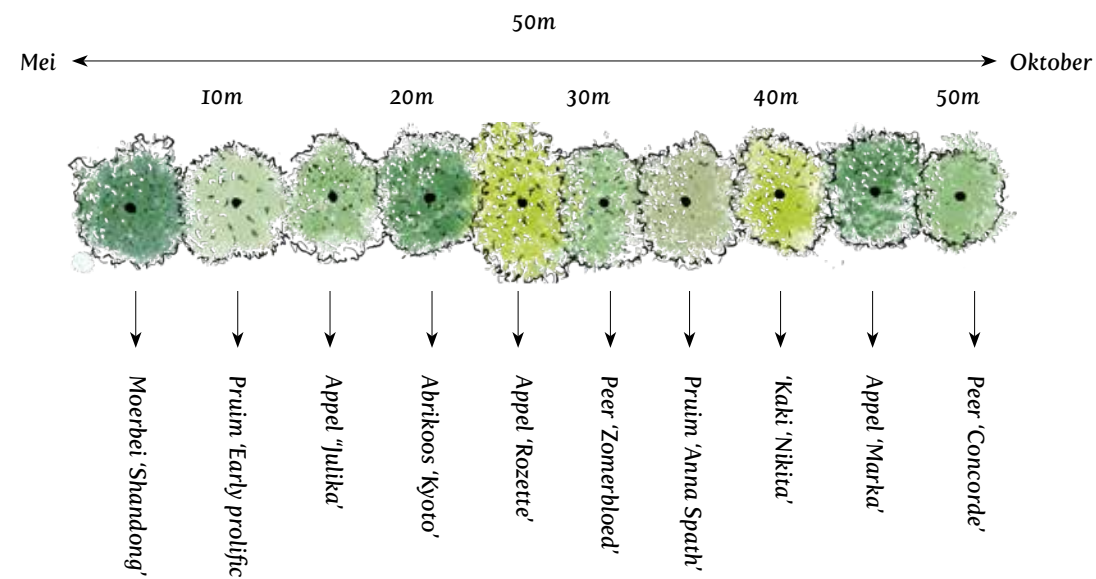 50m
Mei
Oktober
10m
20m
30m
40m
50m
Moerbei ‘Shandong’
Pruim ‘Early prolific
Appel “Julika’
Abrikoos ‘Kyoto’
Appel ‘Rozette’
Peer ‘Zomerbloed’
Pruim ‘Anna Spath’
‘Kaki ‘Nikita’
Appel ‘Marka’
Peer ‘Concorde’